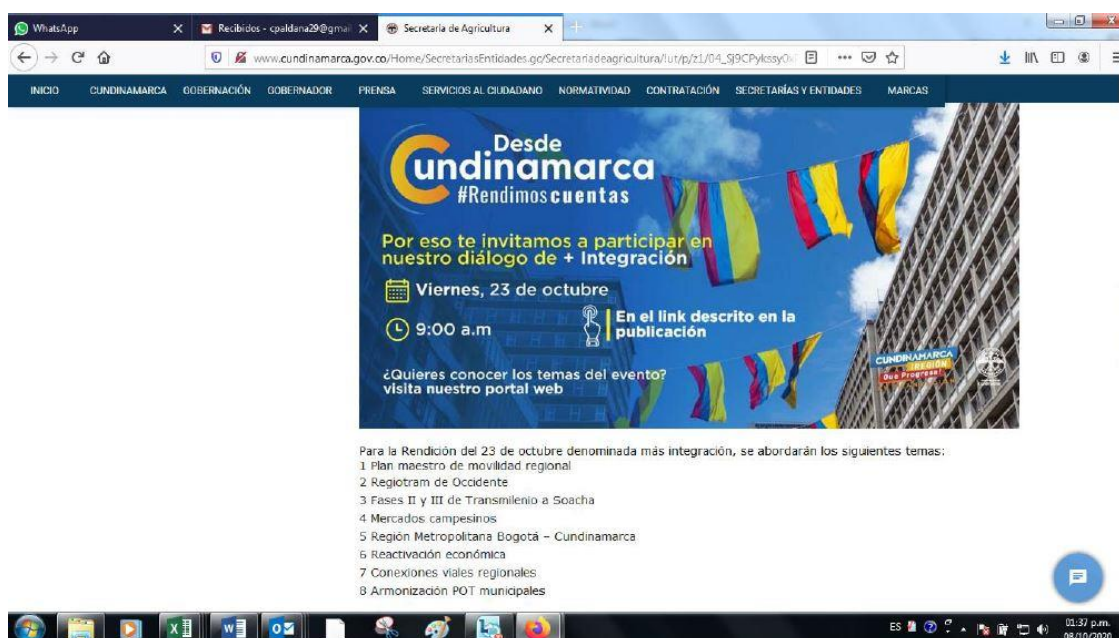 WhatsApp
Recibidos - cpaldana29@gmai
Secretaría de Agricultura
www.cundinamarca.gov.co/Home/SecretariasEntidades.gc/Secretariadeagricultura/
INICIO CUNDINAMARCA GOBERNACIÓN GOBERNADOR PRENSA SERVICIOS AL CIUDADANO NORMATIVIDAD CONTRATACIÓN SECRETARÍAS Y ENTIDADES MARCAS
Desde
Cundinamarca
#Rendimoscuentas
Por eso te invitamos a participar en
nuestro diálogo de + Integración
Viernes, 23 de octubre
9:00 a.m
En el link descrito en la
publicación
¿Quieres conocer los temas del evento?
visita nuestro portal web
CUNDINAMARCA
¡REGIÓN
Que Progresa!
Para la Rendición del 23 de octubre denominada más integración, se abordarán los siguientes temas:
1 Plan maestro de movilidad regional
2 Regiotram de Occidente
3 Fases II y III de Transmilenio a Soacha
4 Mercados campesinos
5 Región Metropolitana Bogotá – Cundinamarca
6 Reactivación económica
7 Conexiones viales regionales
8 Armonización POT municipales
ES
01:37 p.m.
08/10/2020